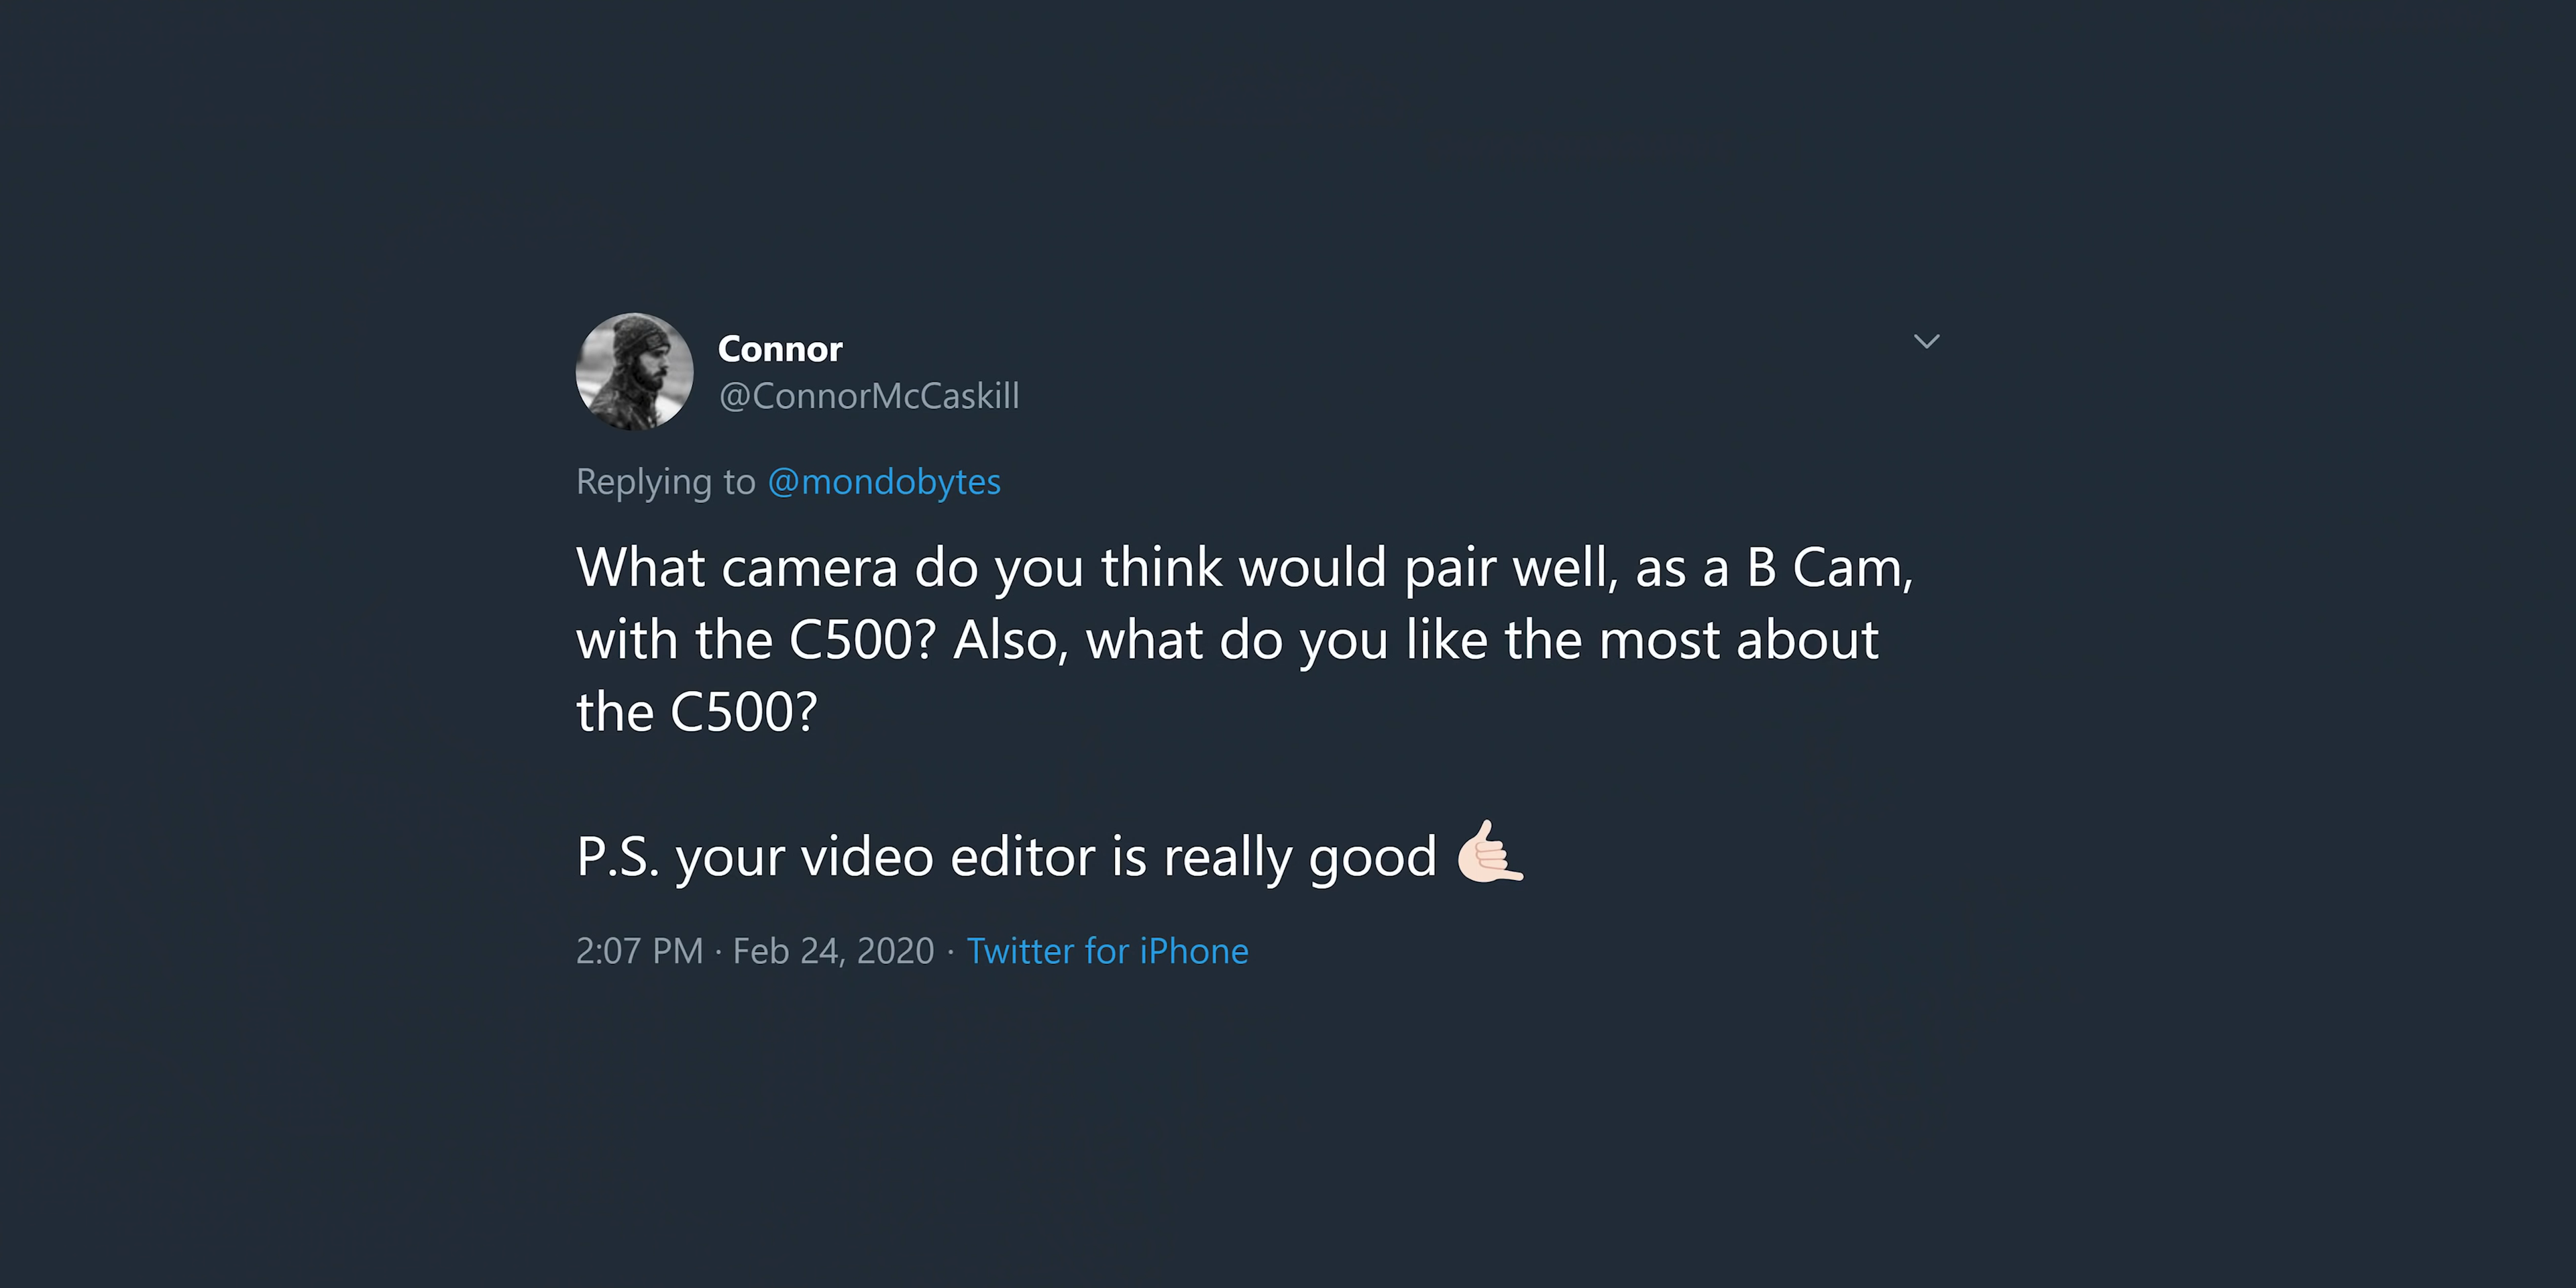 Connor
@ConnorMcCaskill
Replying to @mondobytes
What camera do you think would pair well, as a B Cam,
with the C500? Also, what do you like the most about
the C500?
P.S. your video editor is really good 🤙🏻
2:07 PM · Feb 24, 2020 · Twitter for iPhone